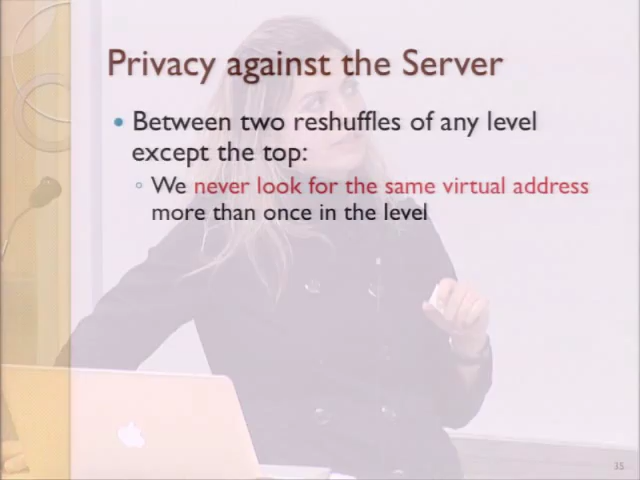 Privacy against the Server
• Between two reshuffles of any level
except the top:
◦ We never look for the same virtual address
more than once in the level
35